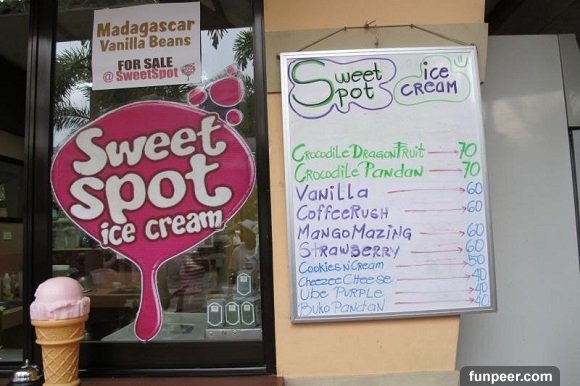 Madagascar
Vanilla Beans
FOR SALE
@ SweetSpot
Sweet
spot
ice cream
Sweet
Spot
ice
CREAM
CROCODILE DRAGONFRUIT 70
CROCODILE PANDAN 70
VANILLA 60
COFFEERUSH 60
MANGOMAZING 60
STRAWBERRY 60
COOKIESNCREAM 50
CHEEZEECHEESE 40
UBE PURPLE 40
BUKO PANDAN 40
funpeer.com